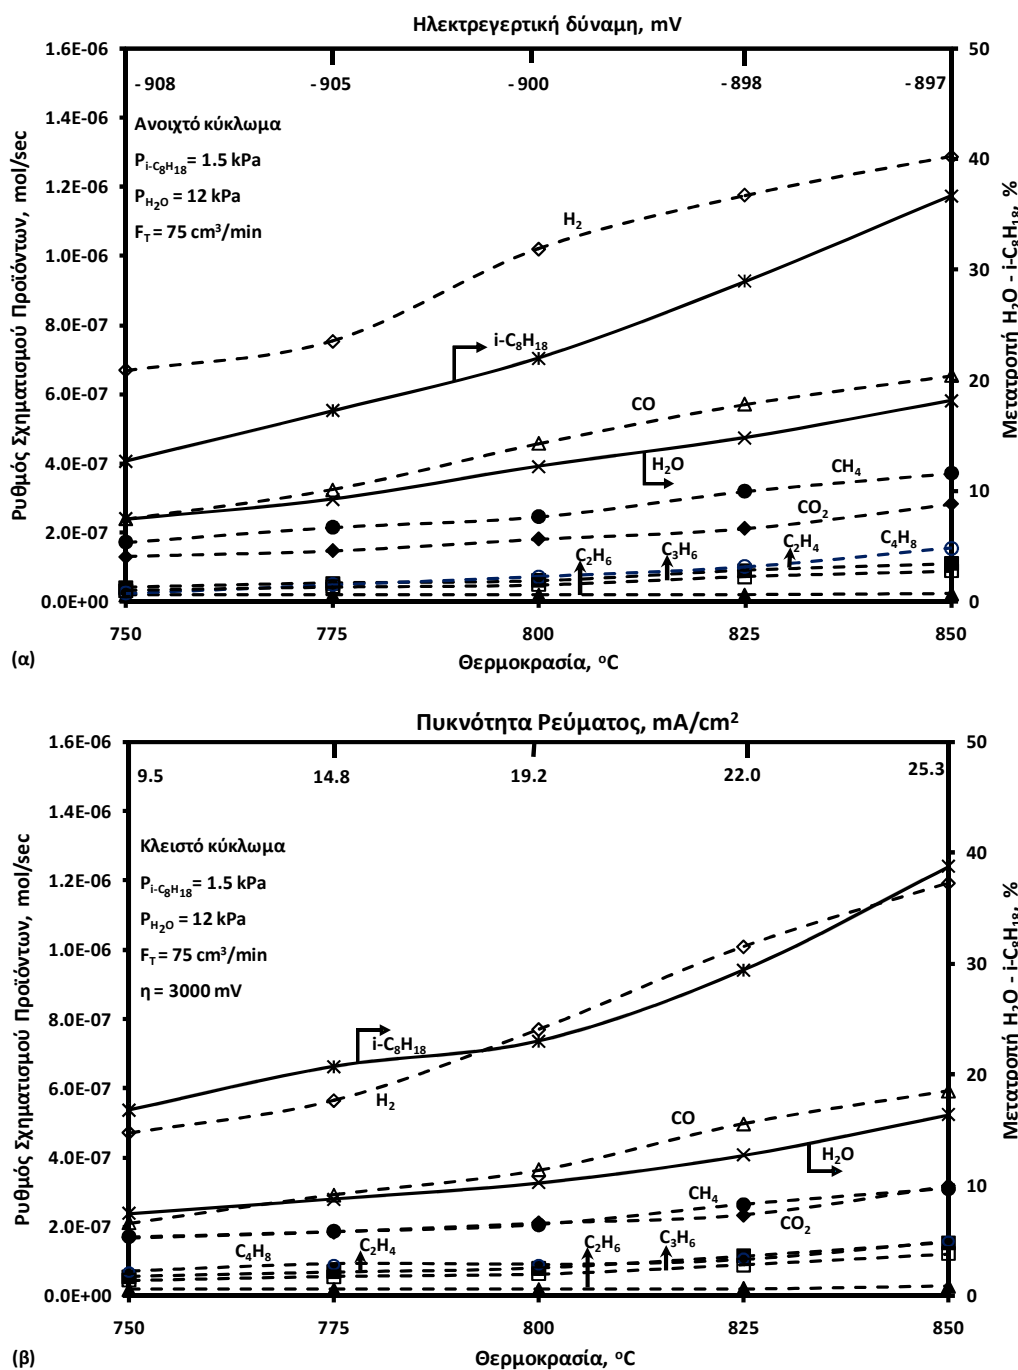 Ηλεκτρεγερτική δύναμη, mV
1.6E-06
1.4E-06
1.2E-06
1.0E-06
8.0E-07
6.0E-07
4.0E-07
2.0E-07
0.0E+00
Ρυθμός Σχηματισμού Προϊόντων, mol/sec
-908 -905 -900 -898 -897
Ανοιχτό κύκλωμα
P i-C8H18 = 1.5 kPa
P H2O = 12 kPa
FT = 75 cm3/min
H2
i-C8H18
CO
H2O
CH4
CO2
C2H6
C3H6
C2H4
C4H8
50
40
30
20
10
0
Μετατροπή H2O - i-C8H18, %
750 775 800 825 850
Θερμοκρασία, οC
(α)
Πυκνότητα Ρεύματος, mA/cm2
1.6E-06
1.4E-06
1.2E-06
1.0E-06
8.0E-07
6.0E-07
4.0E-07
2.0E-07
0.0E+00
Ρυθμός Σχηματισμού Προϊόντων, mol/sec
9.5 14.8 19.2 22.0 25.3
Κλειστό κύκλωμα
P i-C8H18 = 1.5 kPa
P H2O = 12 kPa
FT = 75 cm3/min
η = 3000 mV
i-C8H18
H2
CO
H2O
CH4
CO2
C4H8
C2H4
C2H6
C3H6
50
40
30
20
10
0
Μετατροπή H2O - i-C8H18, %
750 775 800 825 850
Θερμοκρασία, οC
(β)